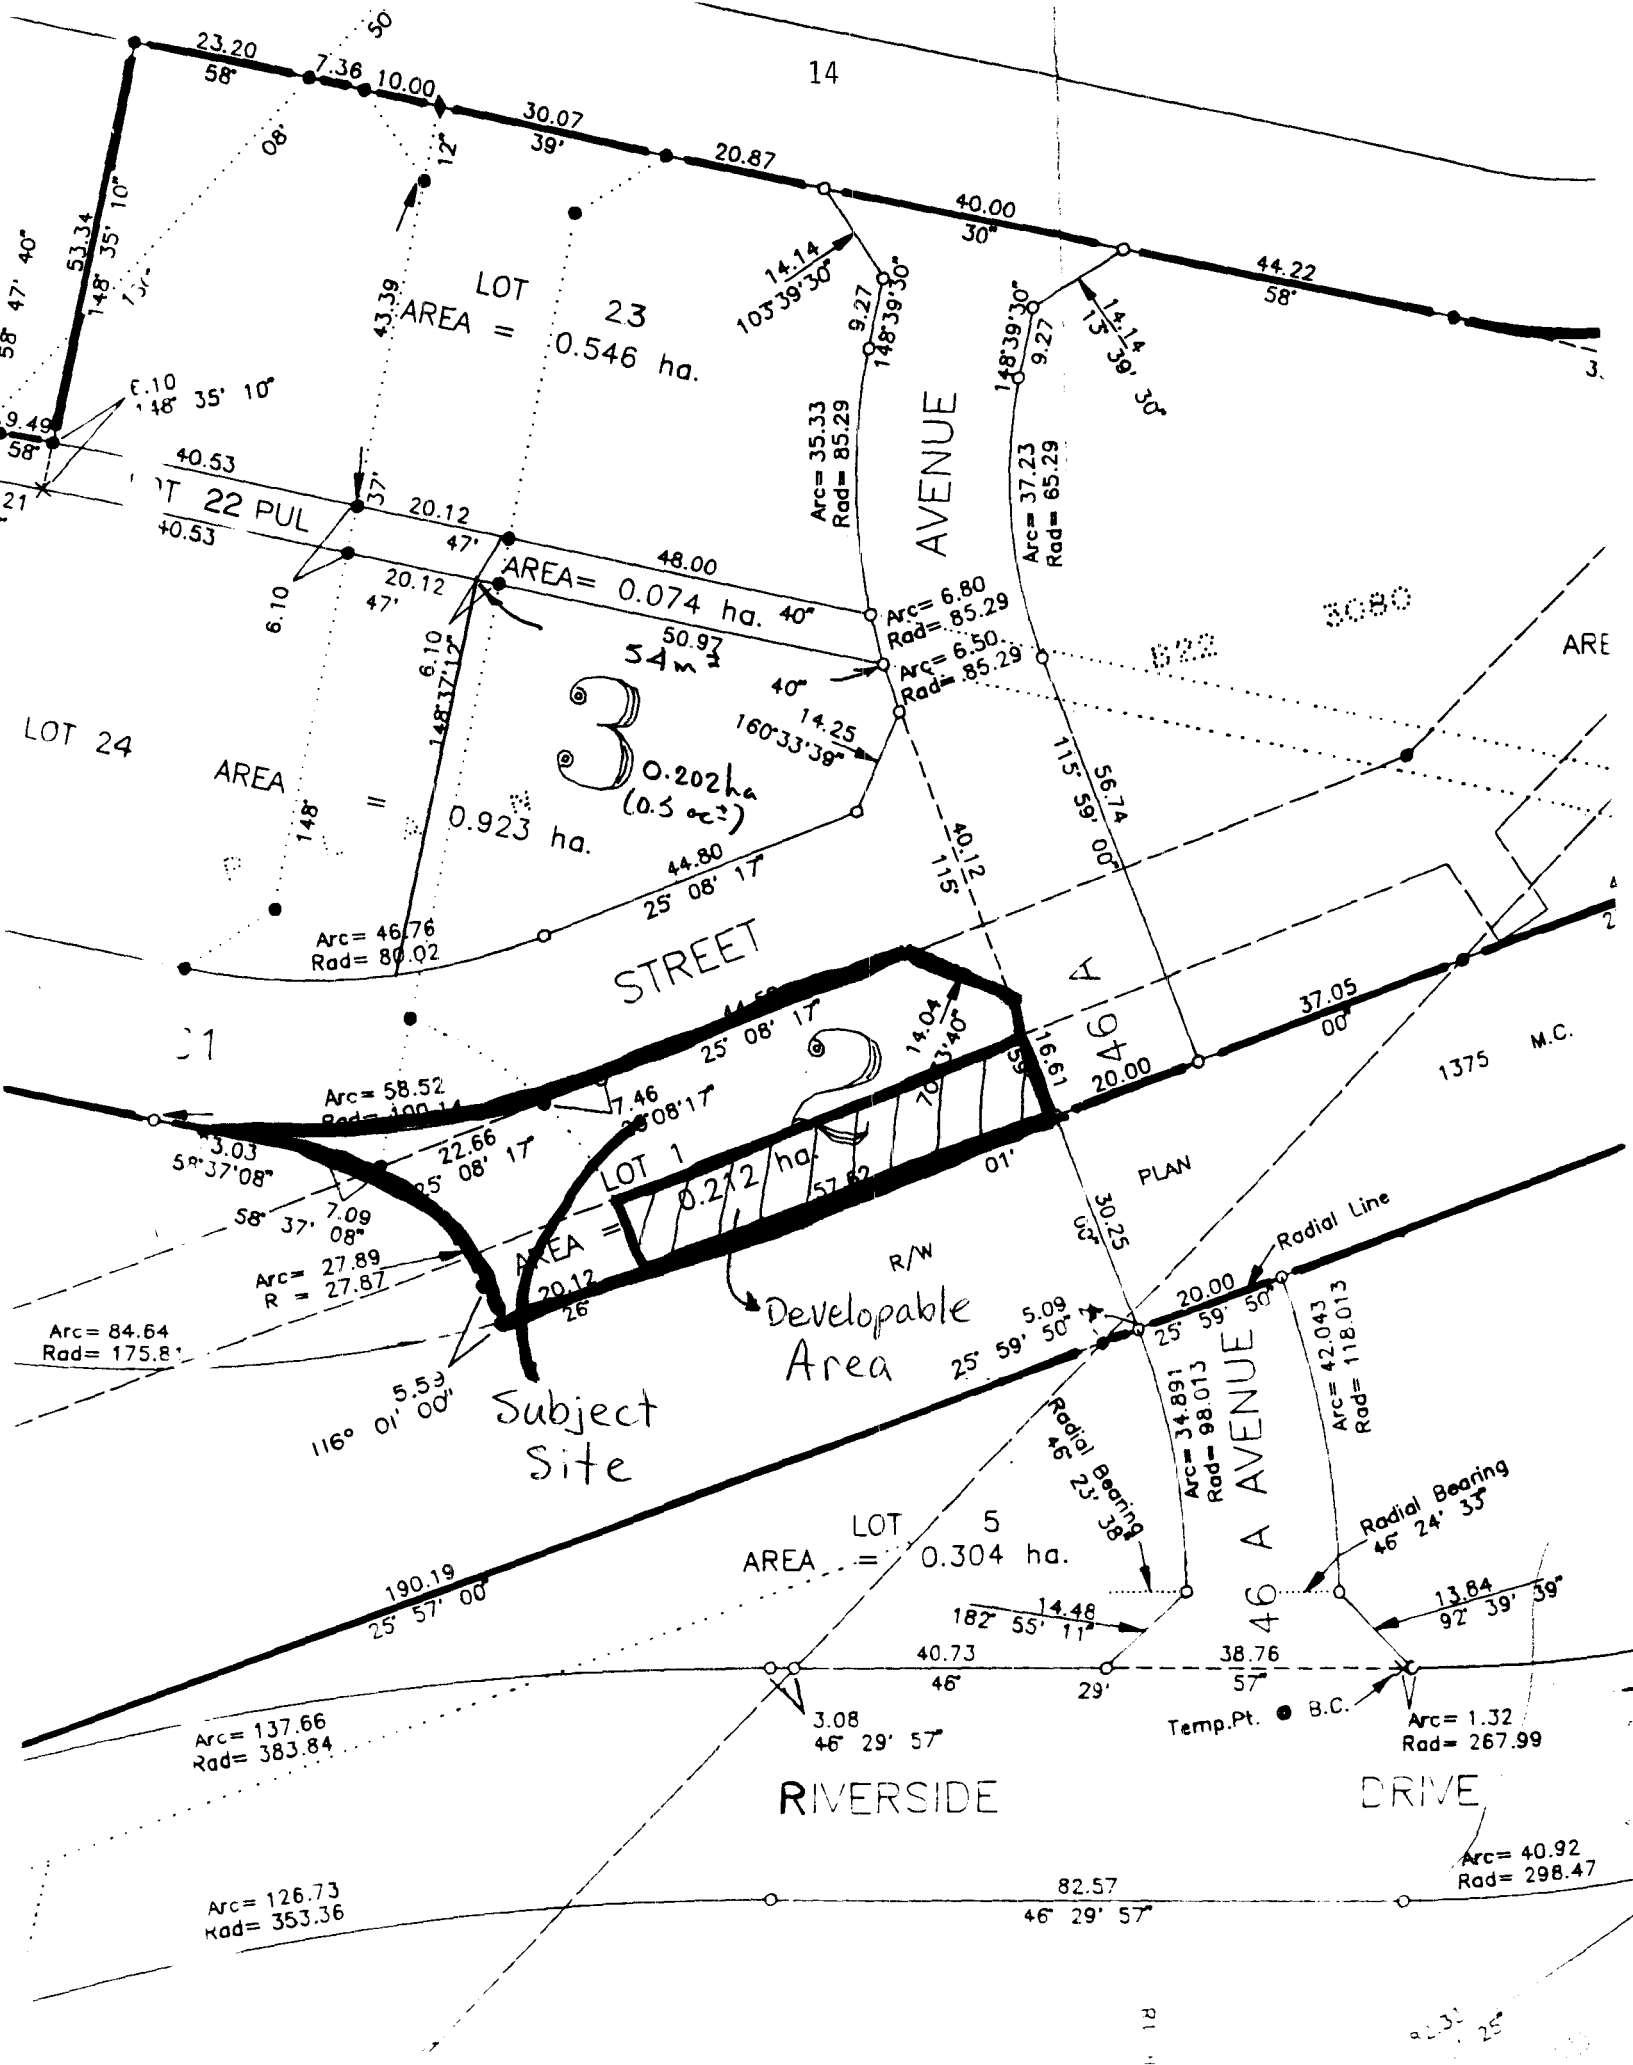 50
23.20
58°
7.36
10.00
14
30.07
39'
12"
08'
20.87
40.00
30"
44.22
58'
53.34
148° 35' 10"
58° 47' 40"
43.39
LOT 23
AREA = 0.546 ha.
14.14
103°39'30"
9.27
148°39'30"
148°39'30"
9.27
14.14
13° 39' 30"
9.49
58°
148° 35' 10"
21
40.53
22 PUL
20.12
37'
47'
48.00
Arc= 35.33
Rad= 85.29
AVENUE
Arc= 37.23
Rad= 65.29
6.10
20.12
47'
AREA= 0.074 ha.
40"
50.97
54m ±
Arc= 6.80
Rad= 85.29
Arc= 6.50
Rad= 85.29
40"
822
3080
ARE
6.10
148°37'12"
3
0.202ha
(0.5 ac±)
14.25
160°33'39"
LOT 24
AREA = 0.923 ha.
148°
56.74
115° 59' 00"
40.12
115°
44.80
25° 08' 17"
Arc= 46.76
Rad= 80.02
STREET
25° 08' 17"
2
14.04
46 A
16.61
59'
20.00
37.05
00"
1375 M.C.
Arc= 58.52
7.46
3.03
58°37'08"
22.66
25° 08' 17"
LOT 1
AREA = 0.212 ha.
57.62
01'
PLAN
7.09
58° 37' 08"
Arc= 27.89
R = 27.87
20.12
26'
30.25
R/W
Radial Line
Arc= 84.64
5.59
116° 01' 00"
Subject
Site
Developable
Area
5.09
25° 59' 50"
20.00
25° 59' 50"
Arc= 34.891
Rad= 98.013
46 A AVENUE
Arc= 42.043
Rad= 118.013
Radial Bearing
46° 23' 38"
Radial Bearing
46° 24' 33"
LOT 5
AREA = 0.304 ha.
190.19
25° 57' 00"
14.48
182° 55' 11"
13.84
92° 39' 39"
40.73
46°
29'
38.76
57"
3.08
46° 29' 57"
Temp.Pt. B.C.
Arc= 1.32
Rad= 267.99
Arc= 137.66
Rad= 383.84
RIVERSIDE DRIVE
Arc= 40.92
Rad= 298.47
Arc= 126.73
Rad= 353.36
82.57
46° 29' 57"
25°